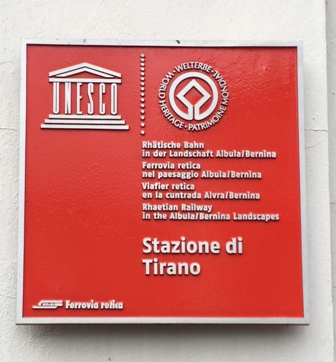 UNESCO
WORLD HERITAGE • WELTERBE • PATRIMOINE MONDIAL
Rhätische Bahn
in der Landschaft Albula/Bernina
Ferrovia retica
nel paesaggio Albula/Bernina
Viafier retica
en la cuntrada Alvra/Bernina
Rhaetian Railway
in the Albula/Bernina Landscapes
Stazione di
Tirano
Ferrovia retica